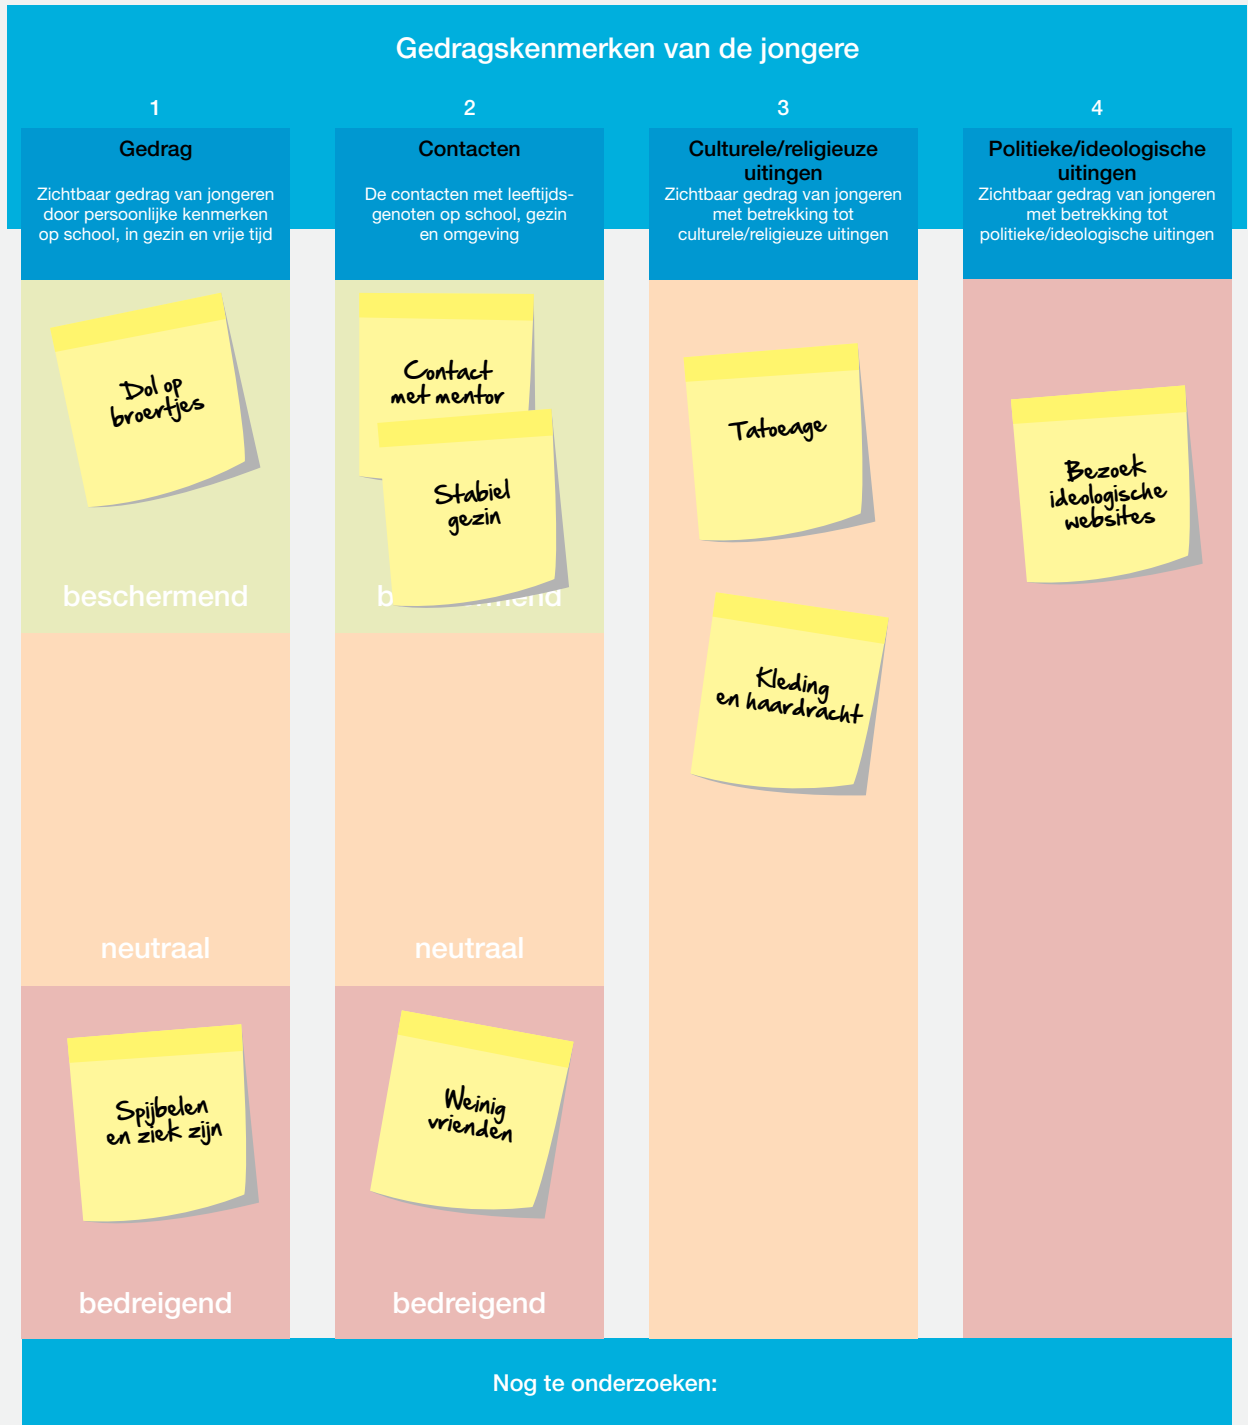 Gedragskenmerken van de jongere
1
Gedrag
Zichtbaar gedrag van jongeren
door persoonlijke kenmerken
op school, in gezin en vrije tijd
Dol op
broertjes
beschermend
neutraal
Spijbelen
en ziek zijn
bedreigend
2
Contacten
De contacten met leeftijds-
genoten op school, gezin
en omgeving
Contact
met mentor
Stabiel
gezin
beschermend
neutraal
Weinig
vrienden
bedreigend
3
Culturele/religieuze
uitingen
Zichtbaar gedrag van jongeren
met betrekking tot
culturele/religieuze uitingen
Tatoeage
Kleding
en haardracht
4
Politieke/ideologische
uitingen
Zichtbaar gedrag van jongeren
met betrekking tot
politieke/ideologische uitingen
Bezoek
ideologische
websites
Nog te onderzoeken: